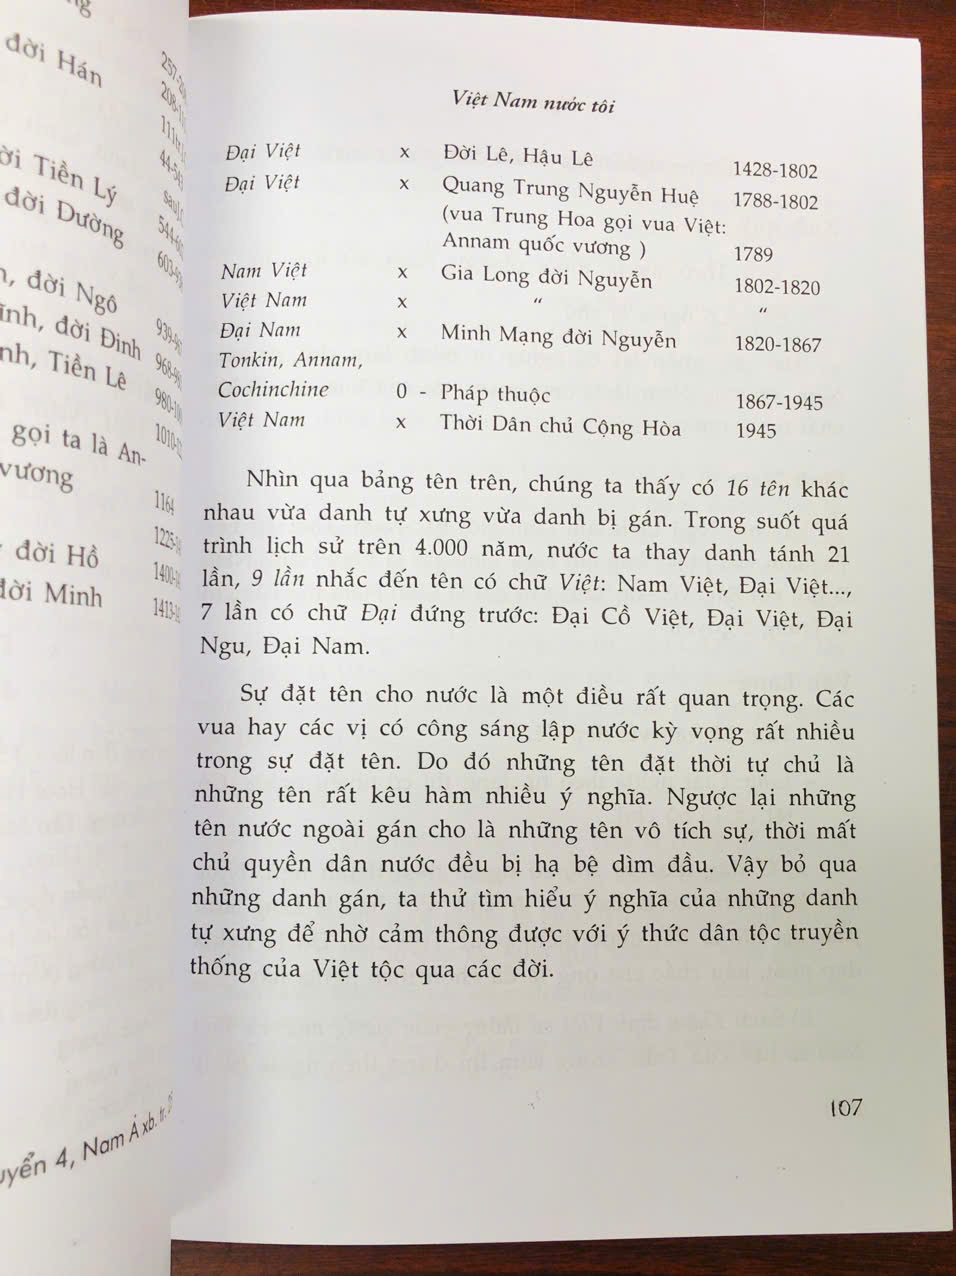 đời Hán
Tiền Lý
đời Dường
đời Ngô
đời Đinh
Tiền Lê
gọi ta là An-
vương
đời Hồ
Minh
1164
Nam Á xb. tr.
Việt Nam nước tôi
Đại Việt x Đời Lê, Hậu Lê 1428-1802
Đại Việt x Quang Trung Nguyễn Huệ 1788-1802
(vua Trung Hoa gọi vua Việt:
Annam quốc vương ) 1789
Nam Việt x Gia Long đời Nguyễn 1802-1820
Việt Nam x “ “
Đại Nam x Minh Mạng đời Nguyễn 1820-1867
Tonkin, Annam,
Cochinchine 0 - Pháp thuộc 1867-1945
Việt Nam x Thời Dân chủ Cộng Hòa 1945
Nhìn qua bảng tên trên, chúng ta thấy có 16 tên khác
nhau vừa danh tự xưng vừa danh bị gán. Trong suốt quá
trình lịch sử trên 4.000 năm, nước ta thay danh tánh 21
lần, 9 lần nhắc đến tên có chữ Việt: Nam Việt, Đại Việt...,
7 lần có chữ Đại đứng trước: Đại Cồ Việt, Đại Việt, Đại
Ngu, Đại Nam.
Sự đặt tên cho nước là một điều rất quan trọng. Các
vua hay các vị có công sáng lập nước kỳ vọng rất nhiều
trong sự đặt tên. Do đó những tên đặt thời tự chủ là
những tên rất kêu hàm nhiều ý nghĩa. Ngược lại những
tên nước ngoài gán cho là những tên vô tích sự, thời mất
chủ quyền dân nước đều bị hạ bệ dìm đầu. Vậy bỏ qua
những danh gán, ta thử tìm hiểu ý nghĩa của những danh
tự xưng để nhờ cảm thông được với ý thức dân tộc truyền
thống của Việt tộc qua các đời.
107